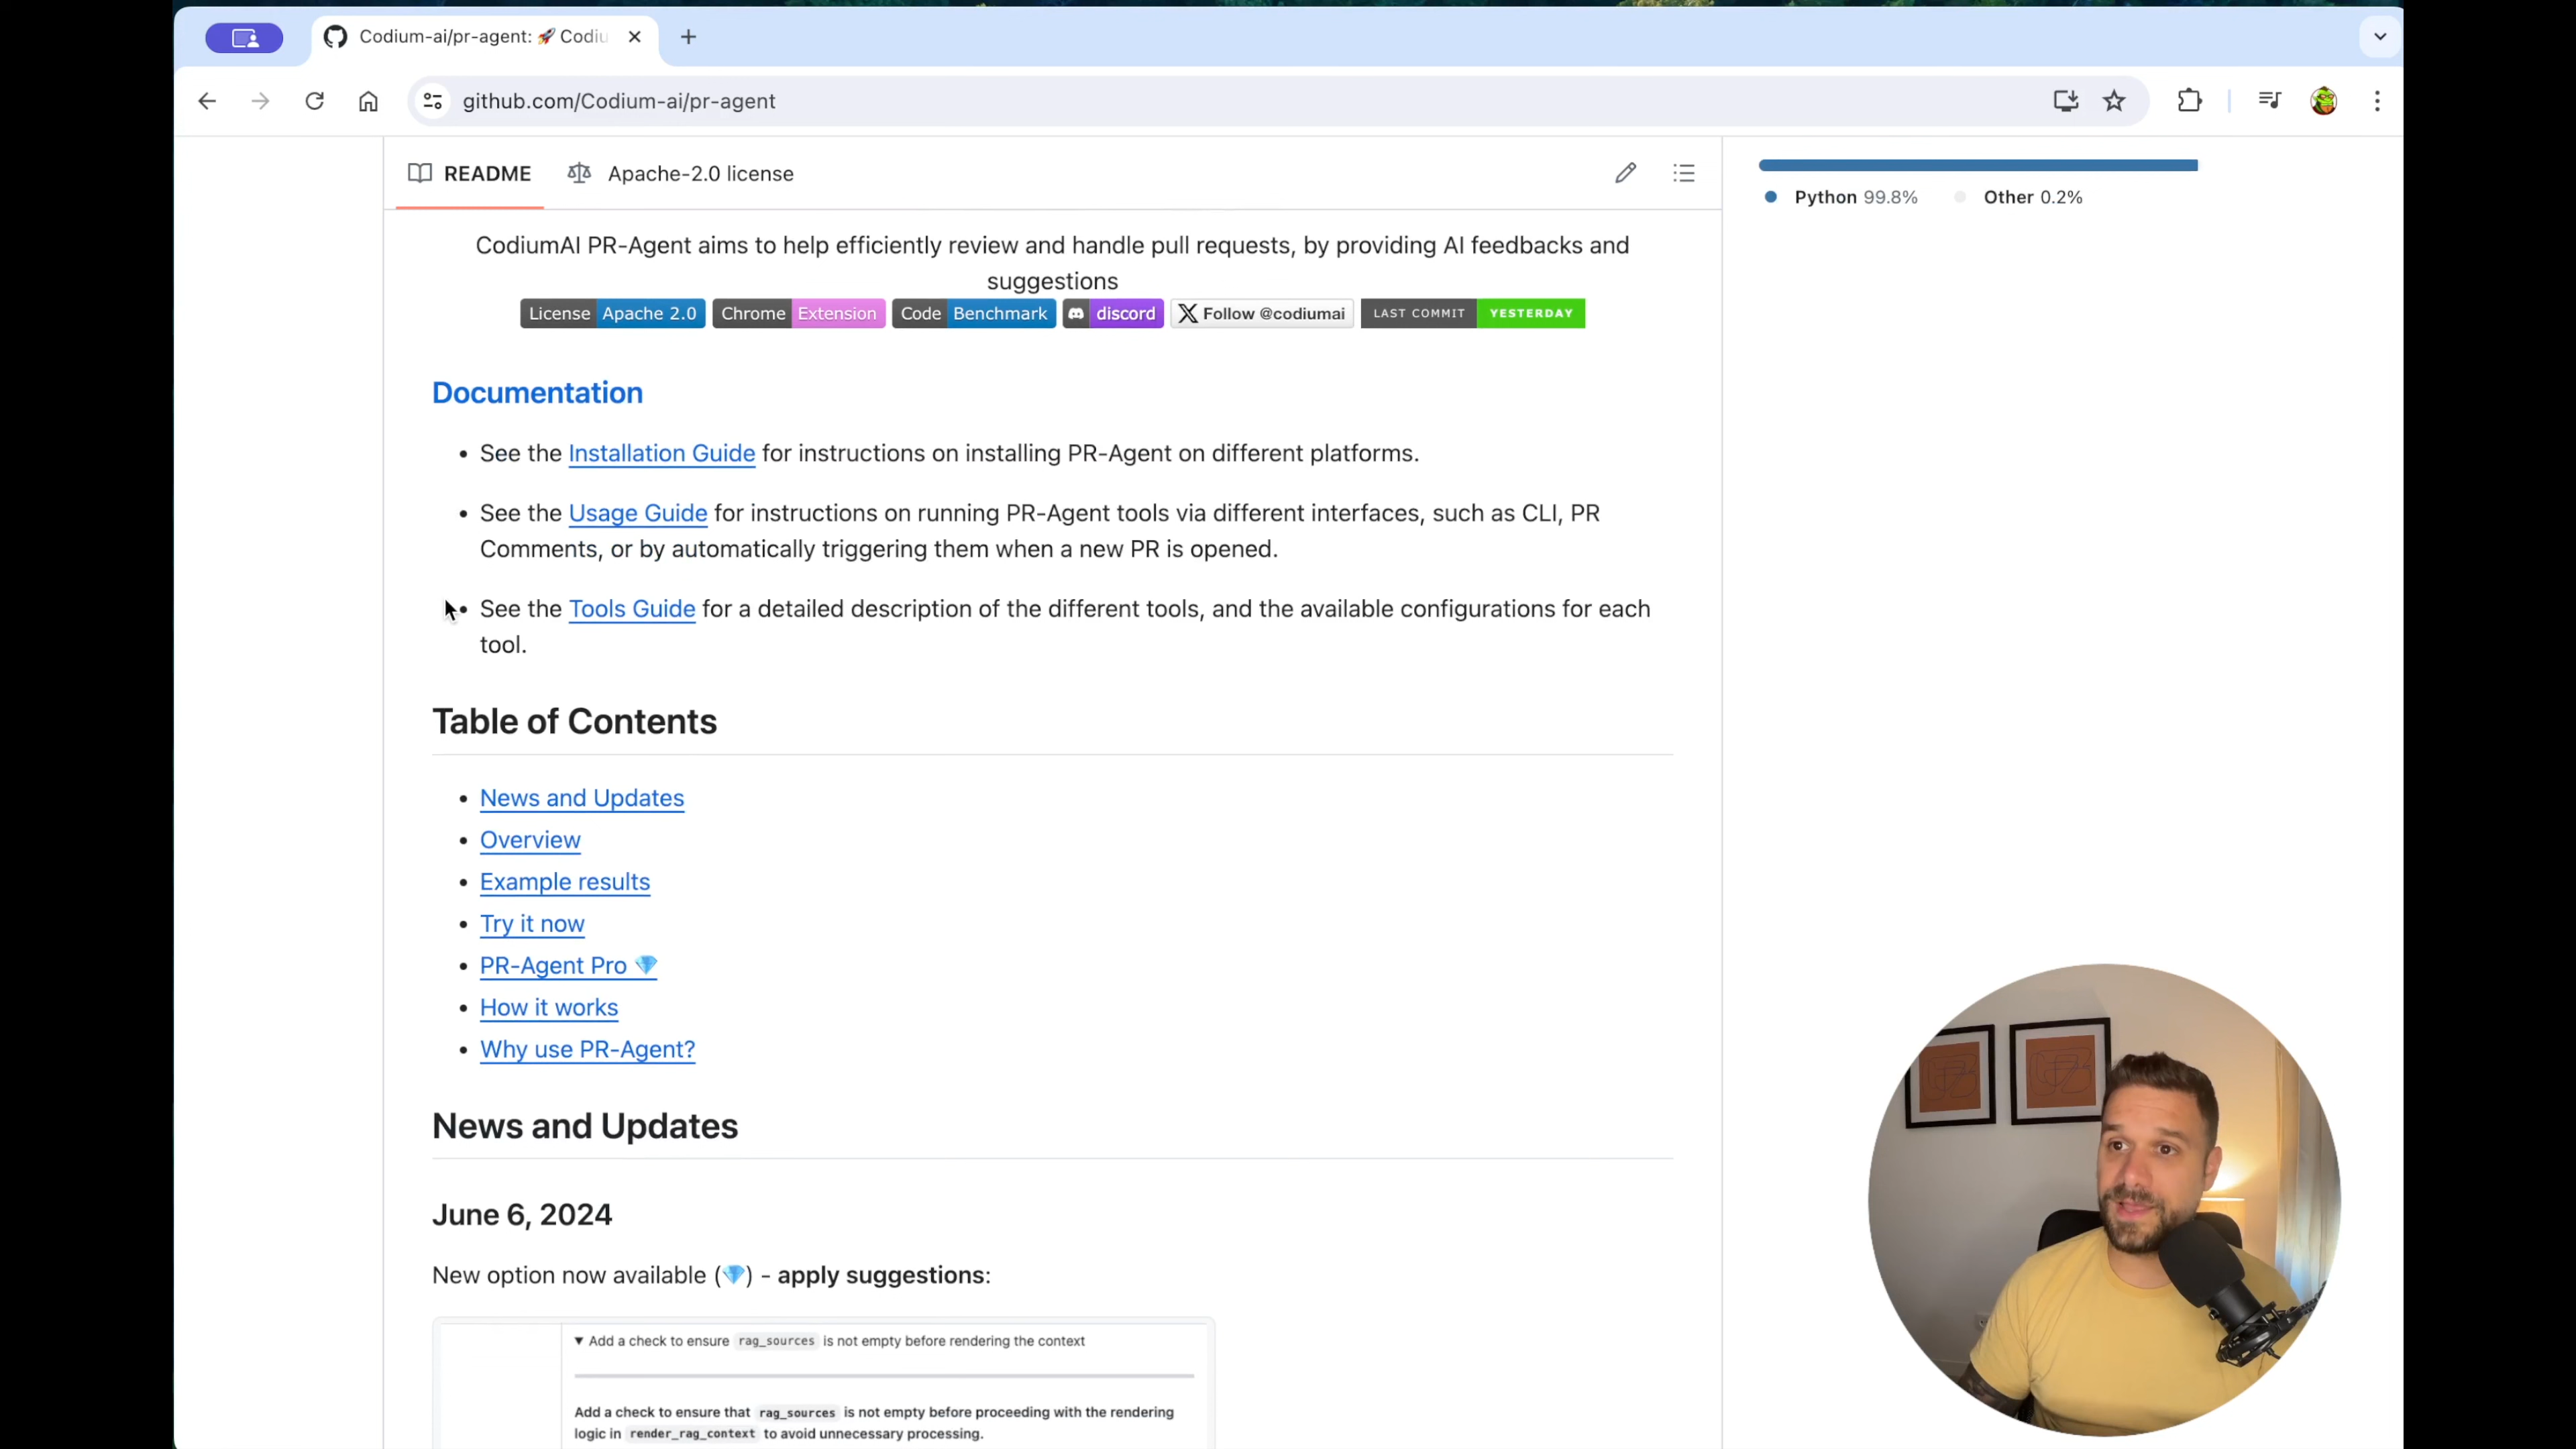 Codium-ai/pr-agent: 🚀 Codiu
github.com/Codium-ai/pr-agent
README
Apache-2.0 license
Python 99.8%
Other 0.2%
CodiumAI PR-Agent aims to help efficiently review and handle pull requests, by providing AI feedbacks and
suggestions
License Apache 2.0
Chrome Extension
Code Benchmark
discord
X Follow @codiumai
LAST COMMIT YESTERDAY
Documentation
• See the Installation Guide for instructions on installing PR-Agent on different platforms.
• See the Usage Guide for instructions on running PR-Agent tools via different interfaces, such as CLI, PR
Comments, or by automatically triggering them when a new PR is opened.
• See the Tools Guide for a detailed description of the different tools, and the available configurations for each
tool.
Table of Contents
• News and Updates
• Overview
• Example results
• Try it now
• PR-Agent Pro 💎
• How it works
• Why use PR-Agent?
News and Updates
June 6, 2024
New option now available (💎) - apply suggestions:
▼ Add a check to ensure rag_sources is not empty before rendering the context
Add a check to ensure that rag_sources is not empty before proceeding with the rendering
logic in render_rag_context to avoid unnecessary processing.